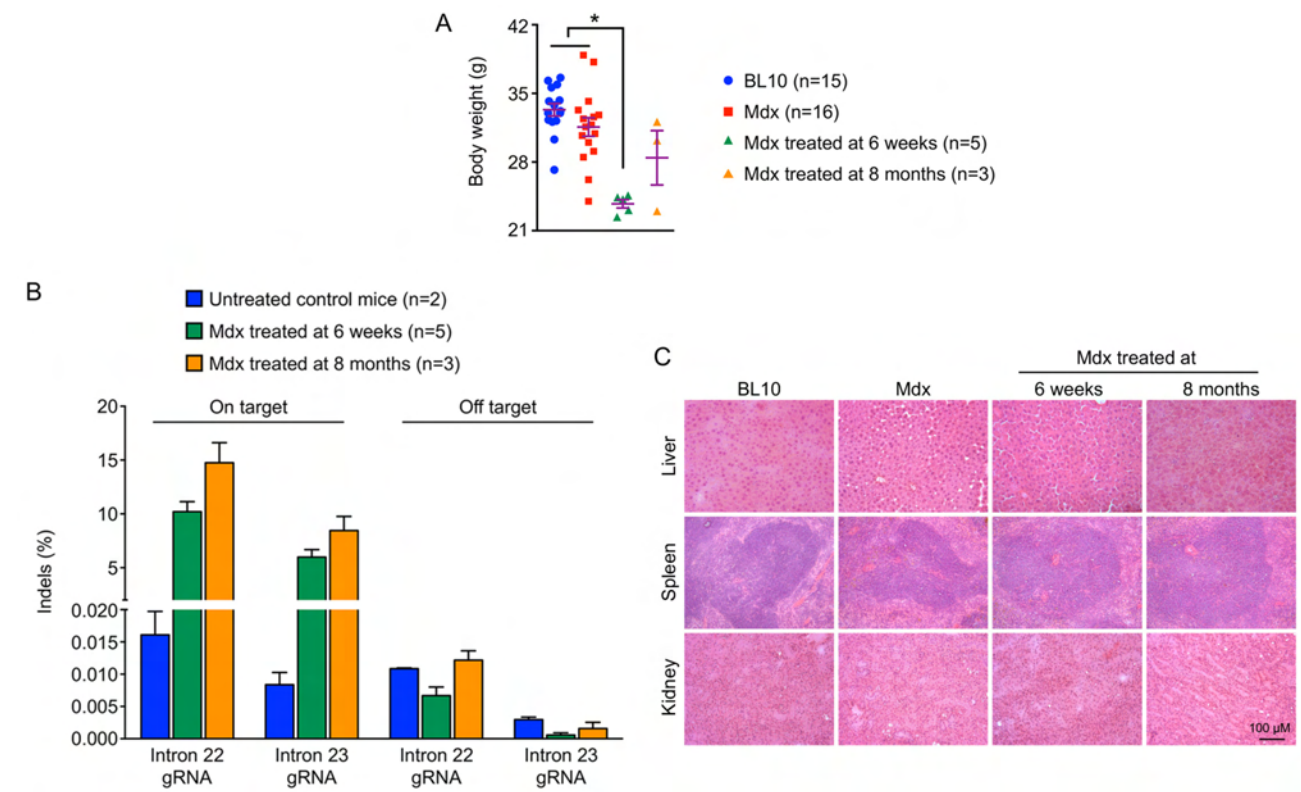 A
42
35
28
21
Body weight (g)
*
BL10 (n=15)
Mdx (n=16)
Mdx treated at 6 weeks (n=5)
Mdx treated at 8 months (n=3)
B
Untreated control mice (n=2)
Mdx treated at 6 weeks (n=5)
Mdx treated at 8 months (n=3)
On target
Off target
20
15
10
5
0.020
0.015
0.010
0.005
0.000
Indels (%)
Intron 22
gRNA
Intron 23
gRNA
Intron 22
gRNA
Intron 23
gRNA
C
Mdx treated at
BL10
Mdx
6 weeks
8 months
Liver
Spleen
Kidney
100 µM